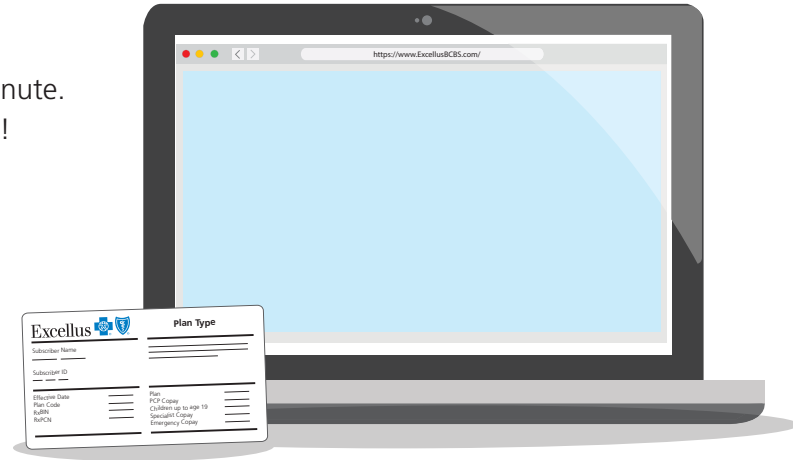 https://www.ExcellusBCBS.com/
nute.
!
Excellus
Plan Type
Subscriber Name
Subscriber ID
Effective Date
Plan Code
RxBIN
RxPCN
Plan
PCP Copay
Children up to age 19
Specialist Copay
Emergency Copay